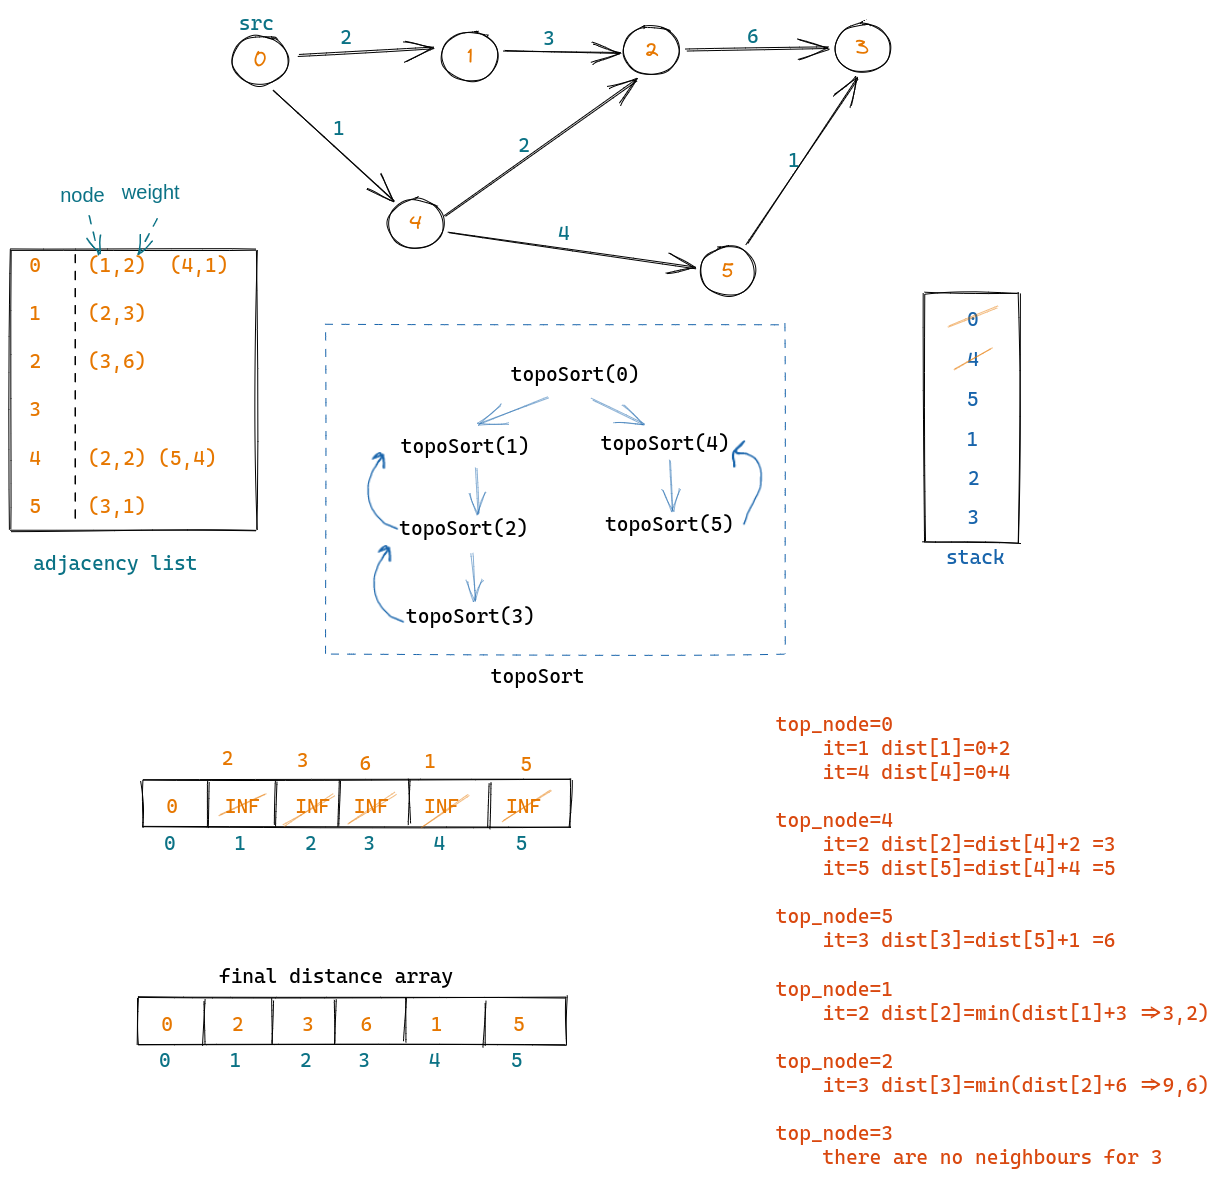 src
0
2
1
3
2
6
3
1
2
1
4
4
5
node weight
0 (1,2) (4,1)
1 (2,3)
2 (3,6)
3
4 (2,2) (5,4)
5 (3,1)
adjacency list
topoSort(0)
topoSort(1) topoSort(4)
topoSort(2) topoSort(5)
topoSort(3)
topoSort
0
4
5
1
2
3
stack
2 3 6 1 5
0 INF INF INF INF INF
0 1 2 3 4 5
final distance array
0 2 3 6 1 5
0 1 2 3 4 5
top_node=0
it=1 dist[1]=0+2
it=4 dist[4]=0+4
top_node=4
it=2 dist[2]=dist[4]+2 =3
it=5 dist[5]=dist[4]+4 =5
top_node=5
it=3 dist[3]=dist[5]+1 =6
top_node=1
it=2 dist[2]=min(dist[1]+3 =>3,2)
top_node=2
it=3 dist[3]=min(dist[2]+6 =>9,6)
top_node=3
there are no neighbours for 3